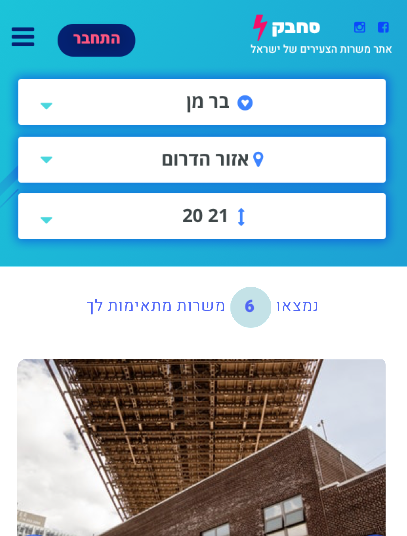 סחבק
התחבר
אתר משרות הצעירים של ישראל
בר מן
אזור הדרום
20 21
נמצאו 6 משרות מתאימות לך